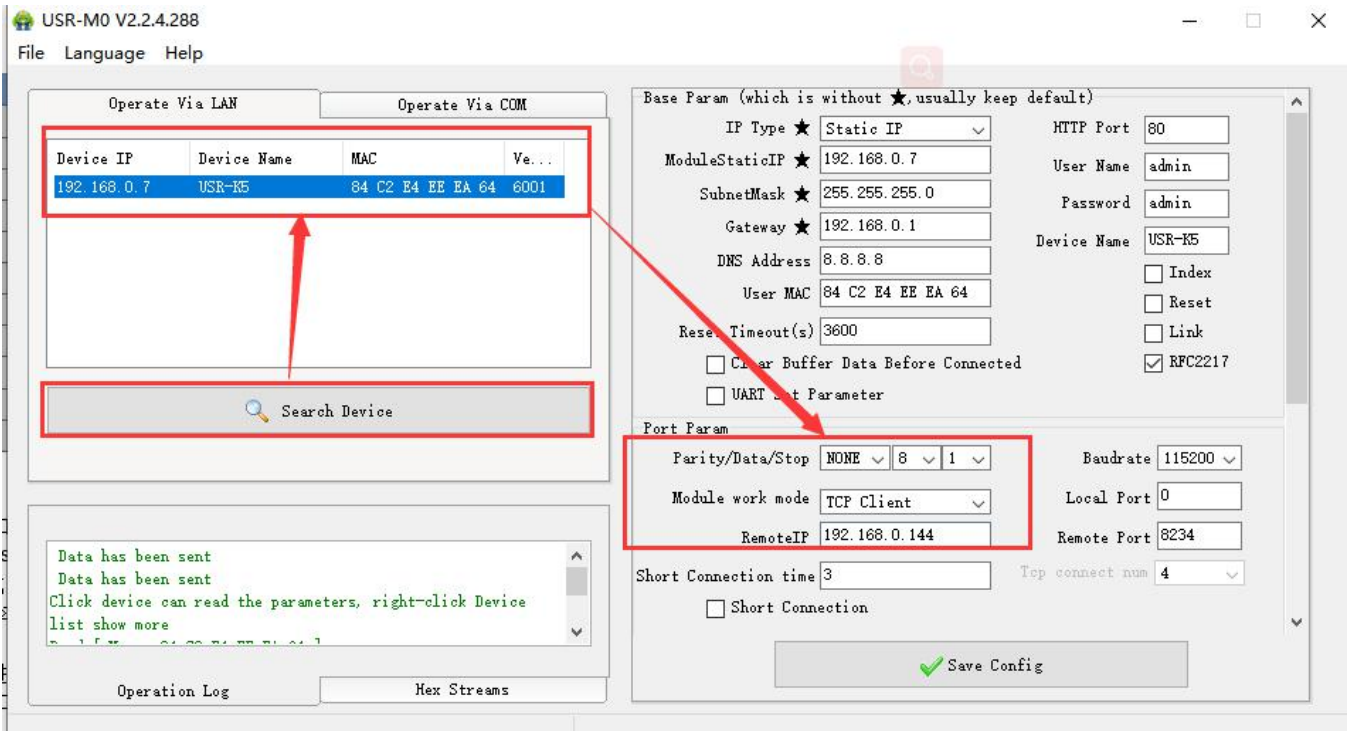 USR-M0 V2.2.4.288
File Language Help
Operate Via LAN
Operate Via COM
Device IP Device Name MAC Ve...
192.168.0.7 USR-K5 84 C2 E4 EE EA 64 6001
Search Device
Data has been sent
Data has been sent
Click device can read the parameters, right-click Device
list show more
Operation Log
Hex Streams
Base Param (which is without ★, usually keep default)
IP Type ★ Static IP
ModuleStaticIP ★ 192.168.0.7
SubnetMask ★ 255.255.255.0
Gateway ★ 192.168.0.1
DNS Address 8.8.8.8
User MAC 84 C2 E4 EE EA 64
Reset Timeout(s) 3600
Clear Buffer Data Before Connected
UART Set Parameter
HTTP Port 80
User Name admin
Password admin
Device Name USR-K5
Index
Reset
Link
RFC2217
Port Param
Parity/Data/Stop NONE 8 1
Module work mode TCP Client
RemoteIP 192.168.0.144
Short Connection time 3
Short Connection
Baudrate 115200
Local Port 0
Remote Port 8234
Tcp connect num 4
Save Config